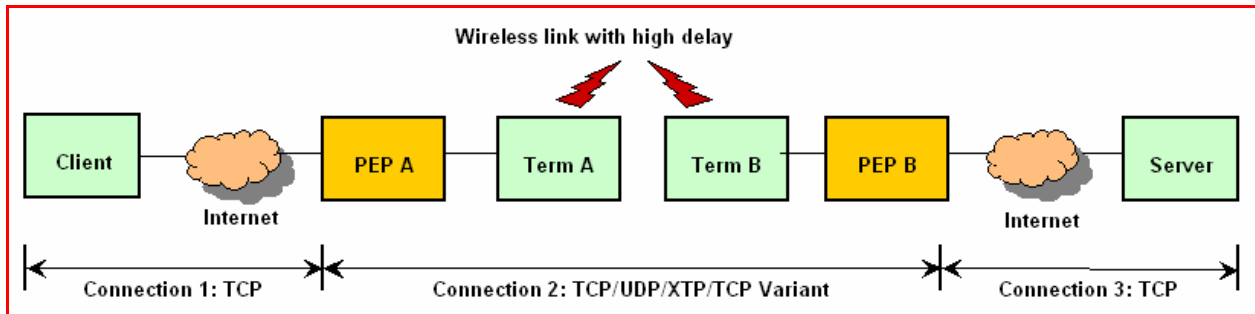 Wireless link with high delay
Client
PEP A
Term A
Term B
PEP B
Server
Internet
Internet
Connection 1: TCP
Connection 2: TCP/UDP/XTP/TCP Variant
Connection 3: TCP